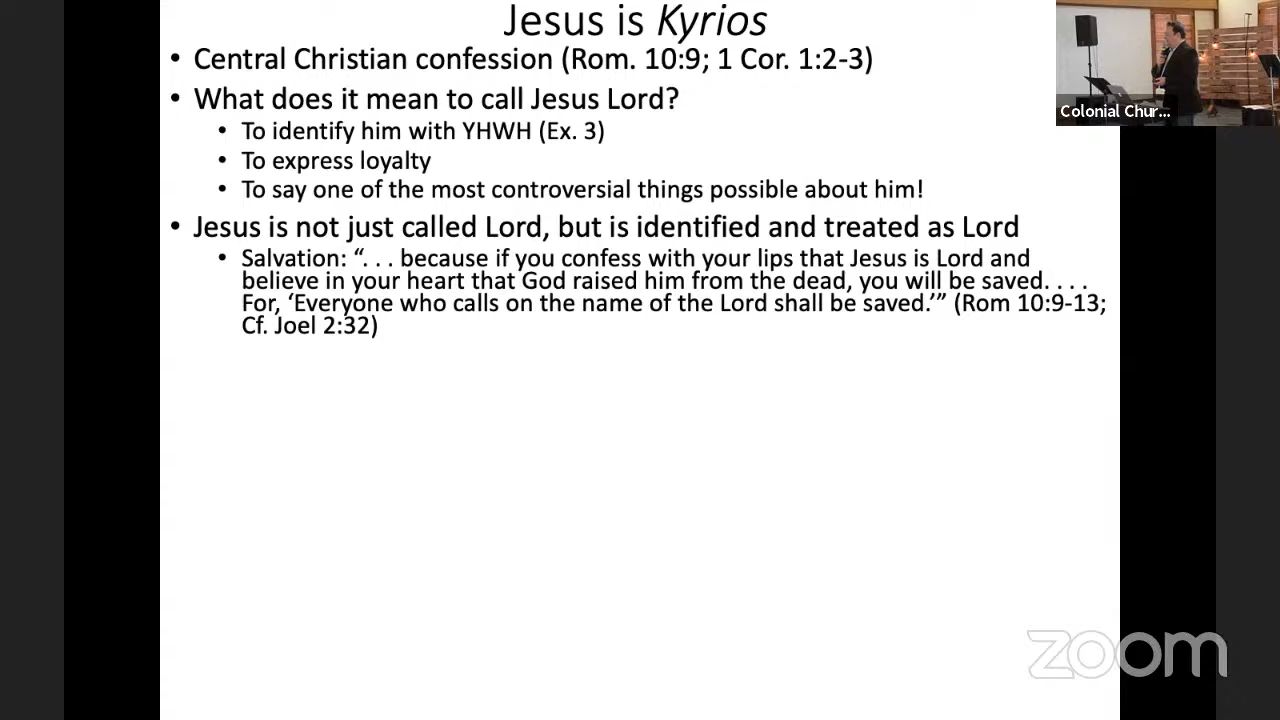 Jesus is Kyrios
• Central Christian confession (Rom. 10:9; 1 Cor. 1:2-3)
• What does it mean to call Jesus Lord?
• To identify him with YHWH (Ex. 3)
• To express loyalty
• To say one of the most controversial things possible about him!
• Jesus is not just called Lord, but is identified and treated as Lord
• Salvation: “. . . because if you confess with your lips that Jesus is Lord and
believe in your heart that God raised him from the dead, you will be saved. . . .
For, ‘Everyone who calls on the name of the Lord shall be saved.’” (Rom 10:9-13;
Cf. Joel 2:32)
Colonial Chur...
zoom